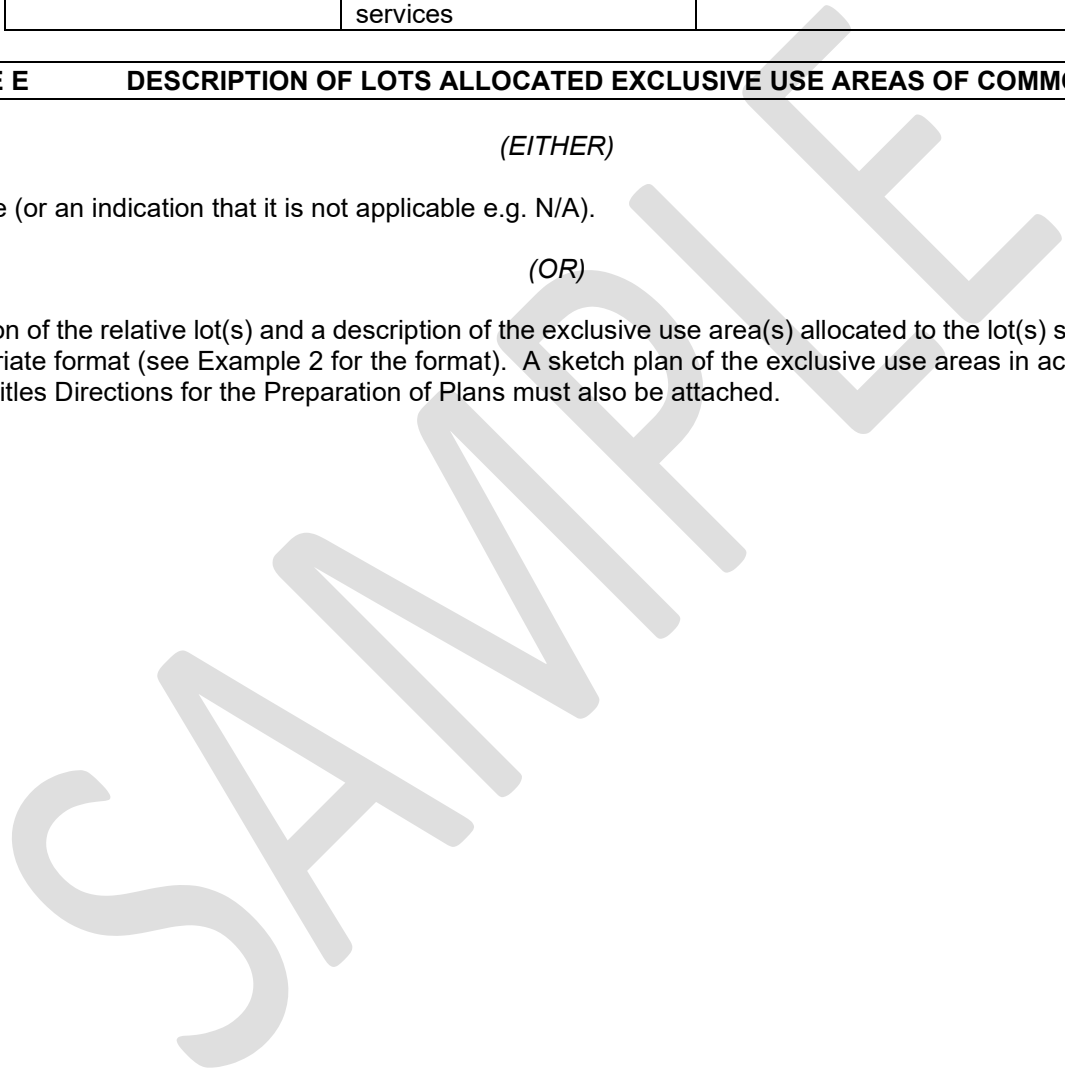 services
E E DESCRIPTION OF LOTS ALLOCATED EXCLUSIVE USE AREAS OF COMMO
(EITHER)
e (or an indication that it is not applicable e.g. N/A).
(OR)
on of the relative lot(s) and a description of the exclusive use area(s) allocated to the lot(s) s
riate format (see Example 2 for the format). A sketch plan of the exclusive use areas in ac
itles Directions for the Preparation of Plans must also be attached.
SAMPLE